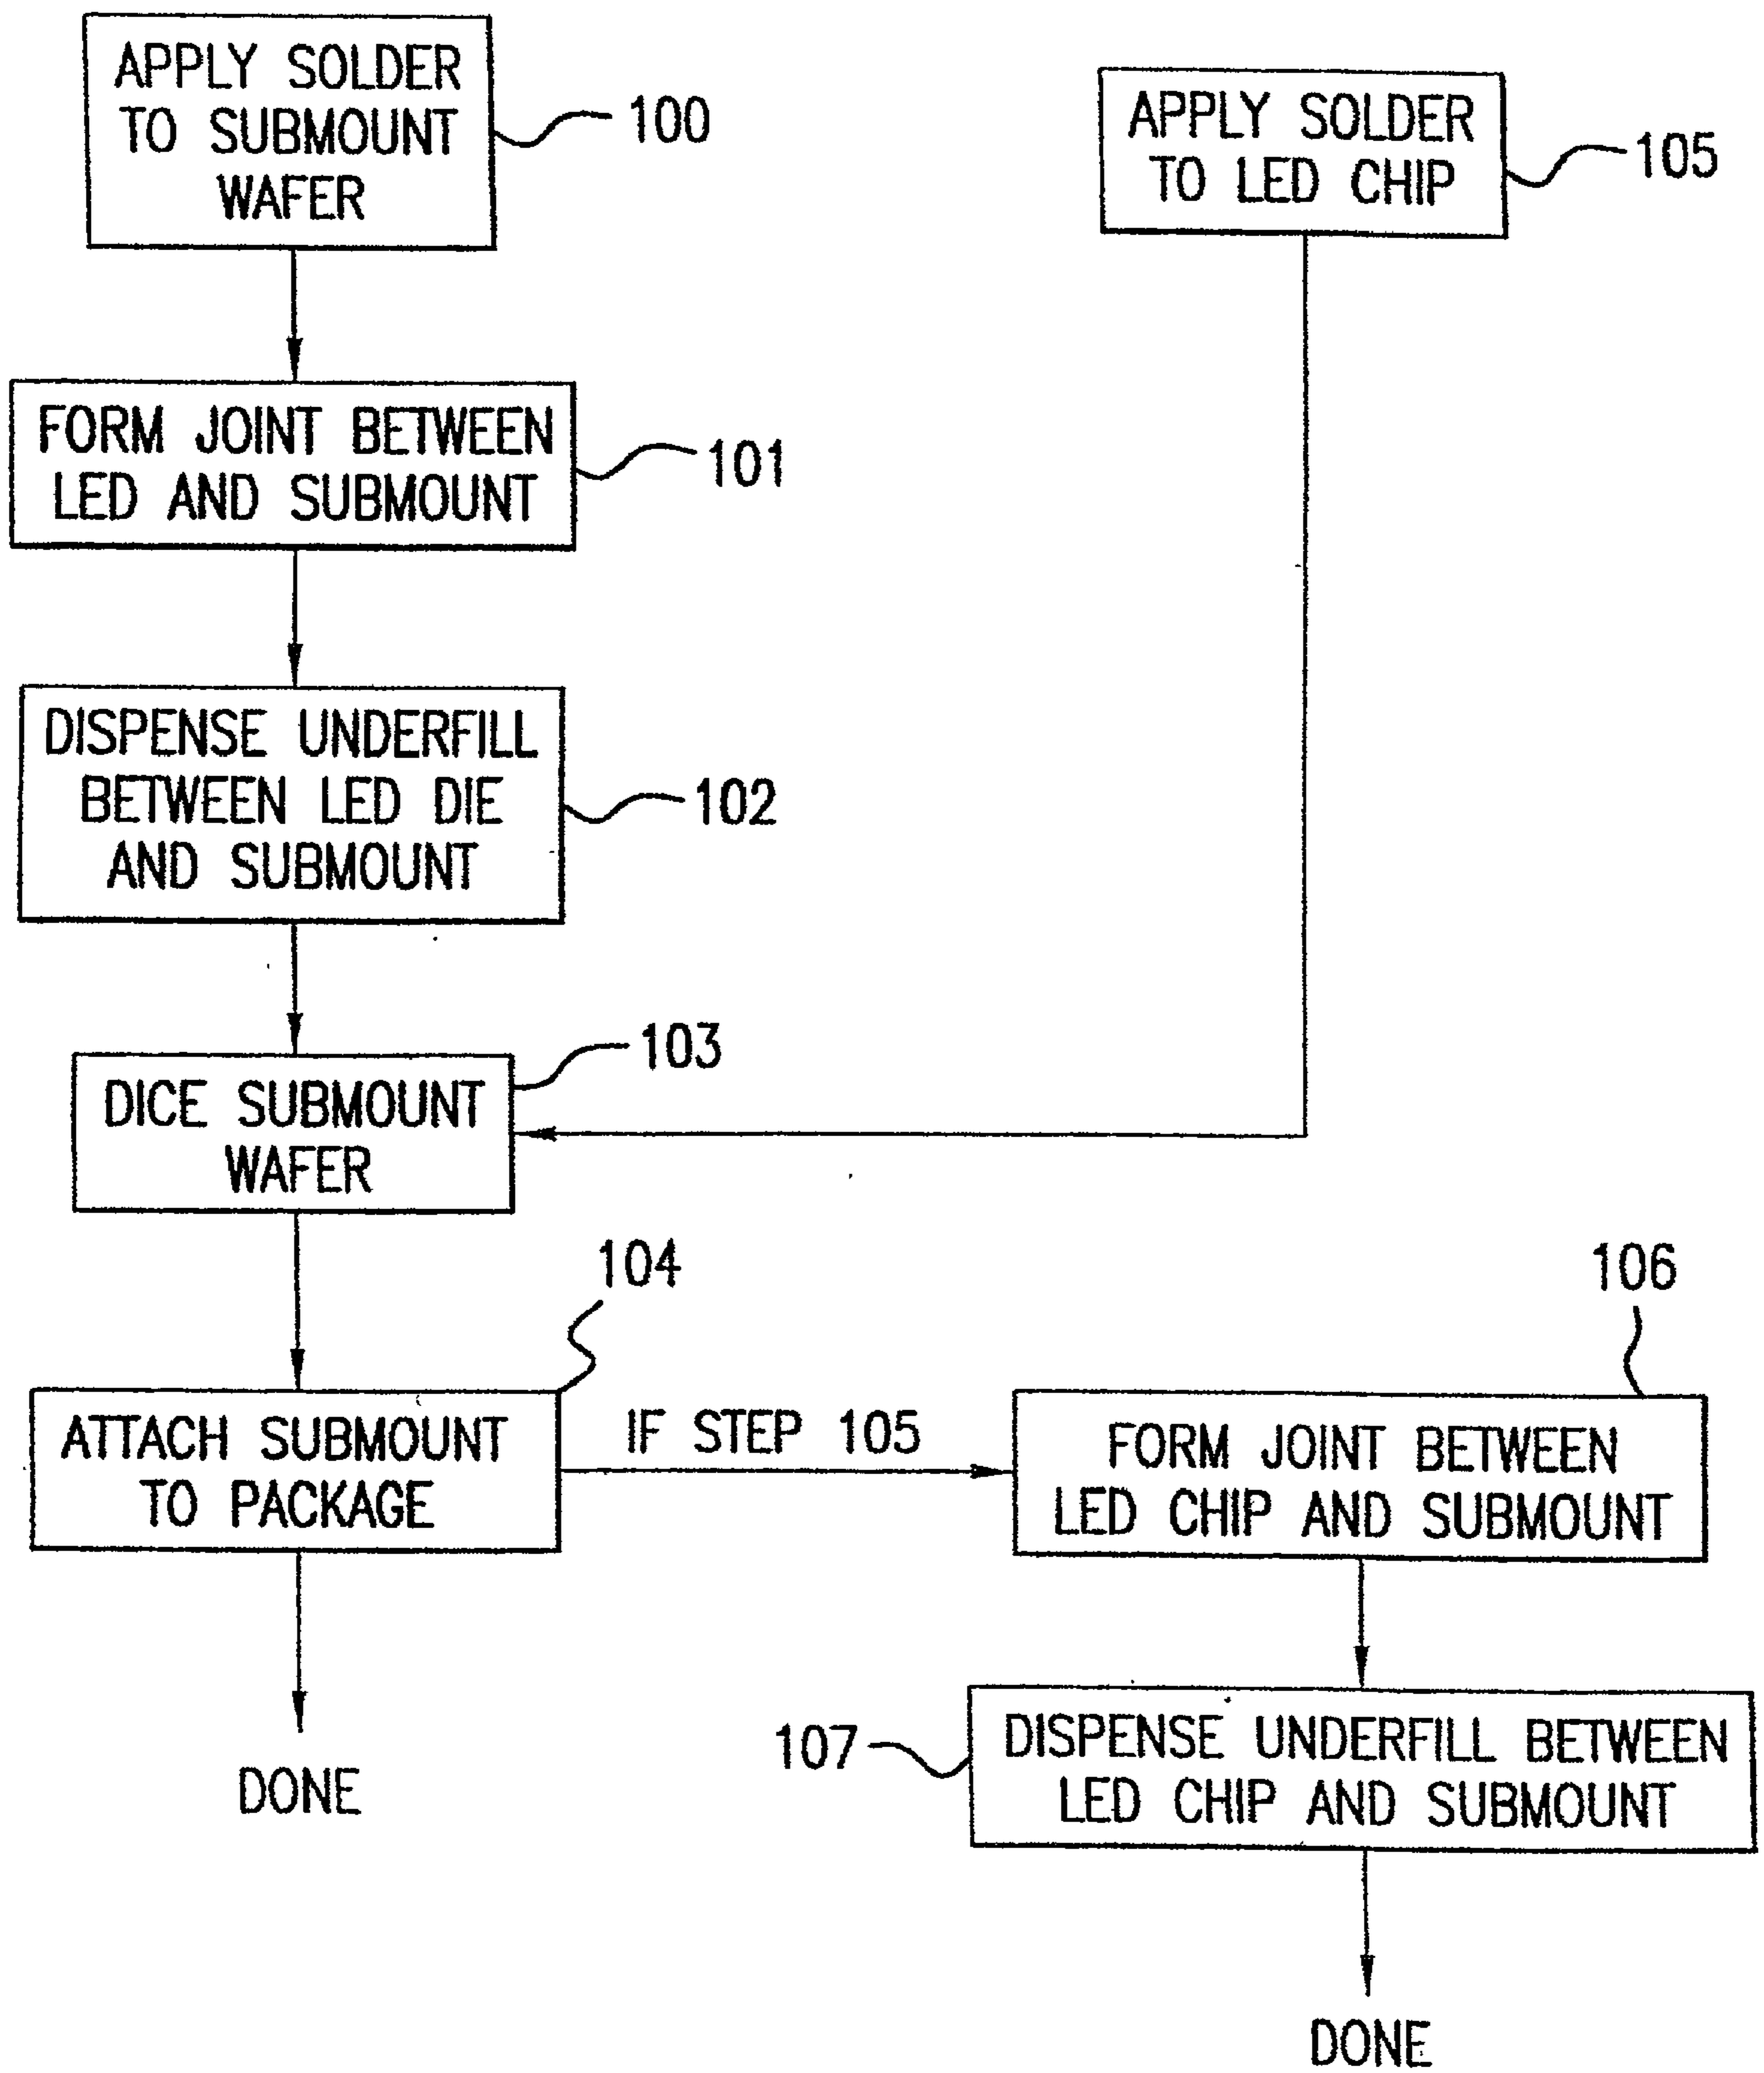 APPLY SOLDER
TO SUBMOUNT
WAFER
100
APPLY SOLDER
TO LED CHIP
105
FORM JOINT BETWEEN
LED AND SUBMOUNT
101
DISPENSE UNDERFILL
BETWEEN LED DIE
AND SUBMOUNT
102
DICE SUBMOUNT
WAFER
103
104
ATTACH SUBMOUNT
TO PACKAGE
IF STEP 105
106
FORM JOINT BETWEEN
LED CHIP AND SUBMOUNT
107
DISPENSE UNDERFILL BETWEEN
LED CHIP AND SUBMOUNT
DONE
DONE